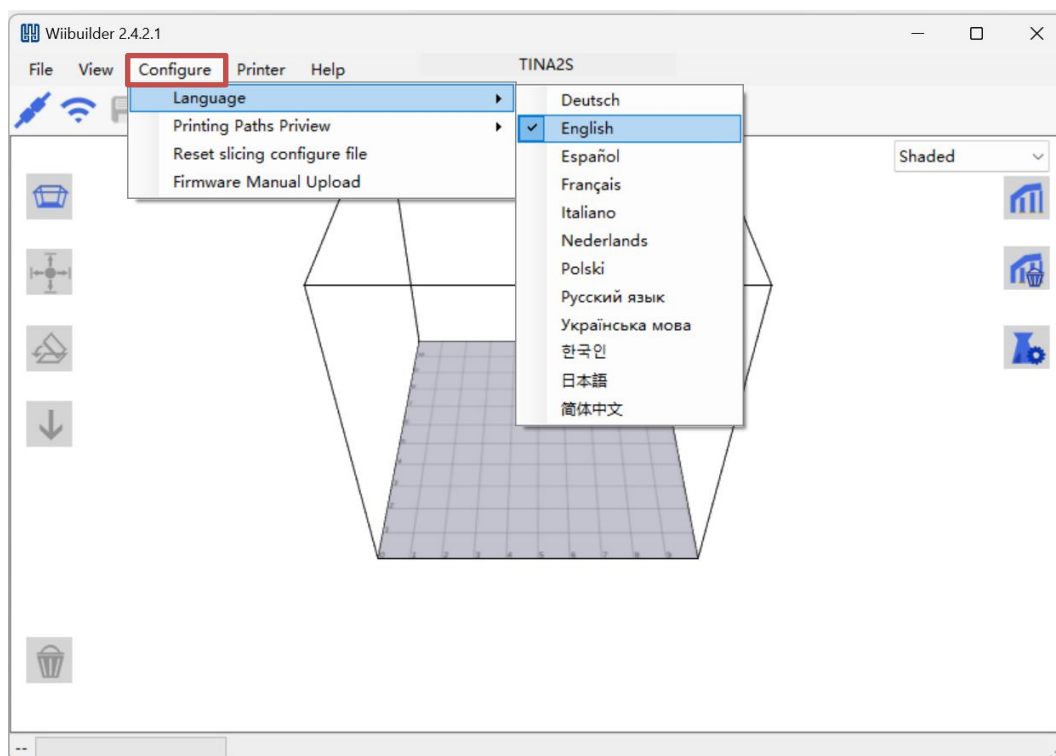 Wiibuilder 2.4.2.1
File View Configure Printer Help TINA2S
Language
Printing Paths Priview
Reset slicing configure file
Firmware Manual Upload
Deutsch
English
Español
Français
Italiano
Nederlands
Polski
Русский язык
Українська мова
한국인
日本語
简体中文
Shaded
--